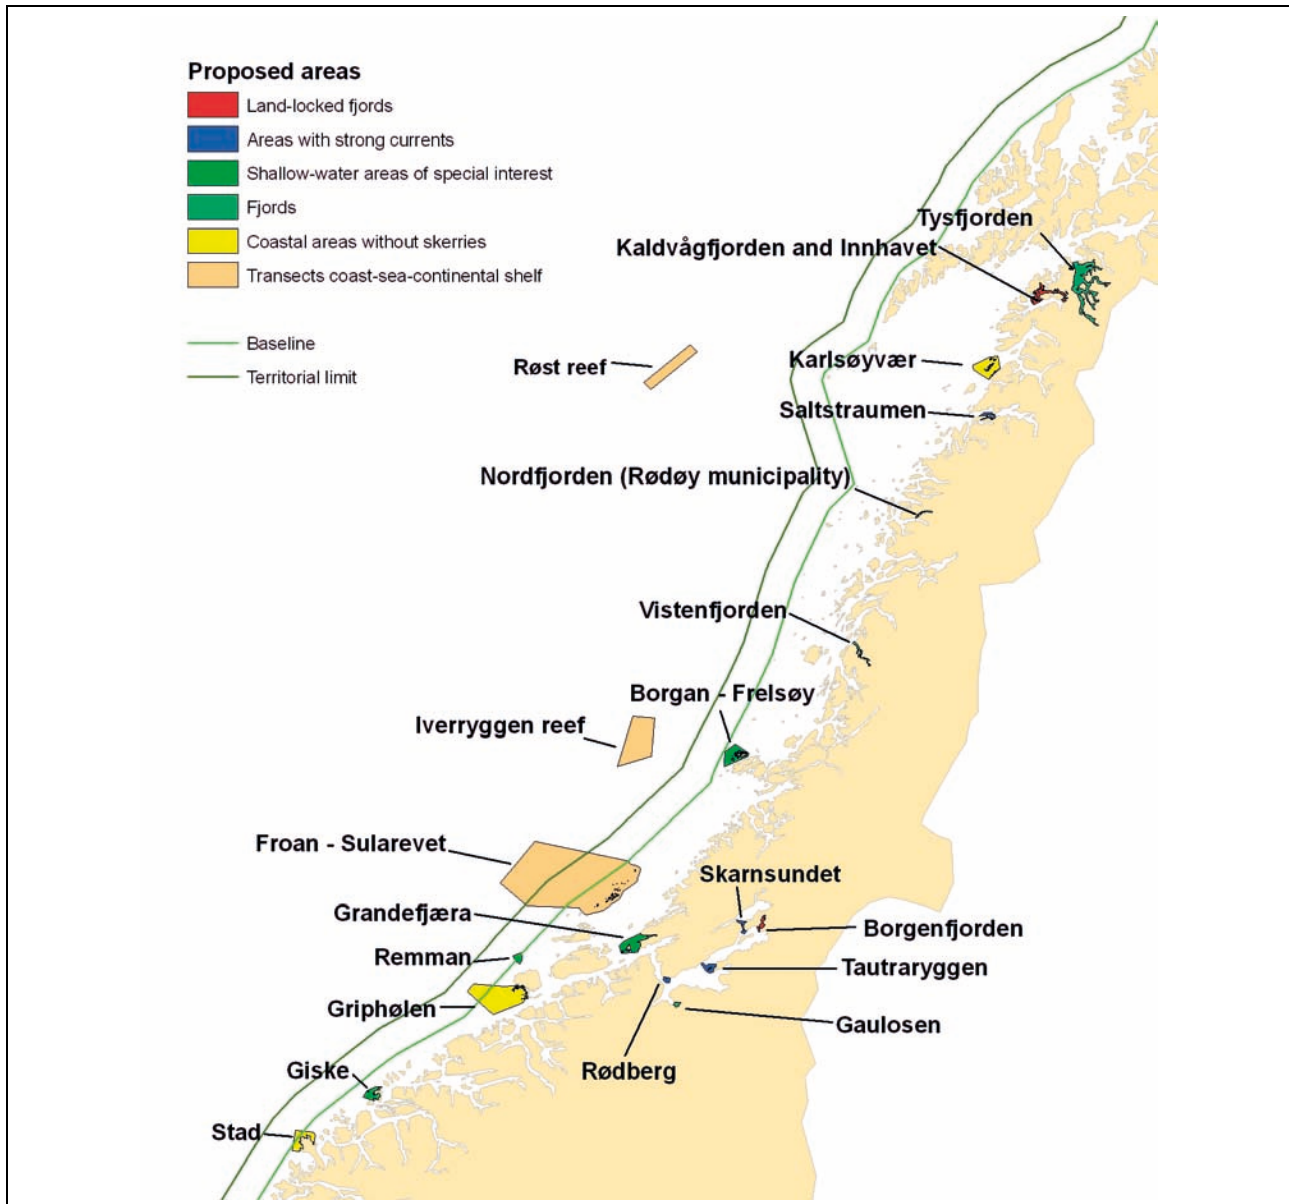 Proposed areas
Land-locked fjords
Areas with strong currents
Shallow-water areas of special interest
Fjords
Coastal areas without skerries
Transects coast-sea-continental shelf
Baseline
Territorial limit
Tysfjorden
Kaldvågfjorden and Innhavet
Røst reef
Karlsøyvær
Saltstraumen
Nordfjorden (Rødøy municipality)
Vistenfjorden
Borgan - Frelsøy
Iverryggen reef
Froan - Sularevet
Skarnsundet
Grandefjæra
Borgenfjorden
Remman
Tautraryggen
Griphølen
Gaulosen
Giske
Rødberg
Stad